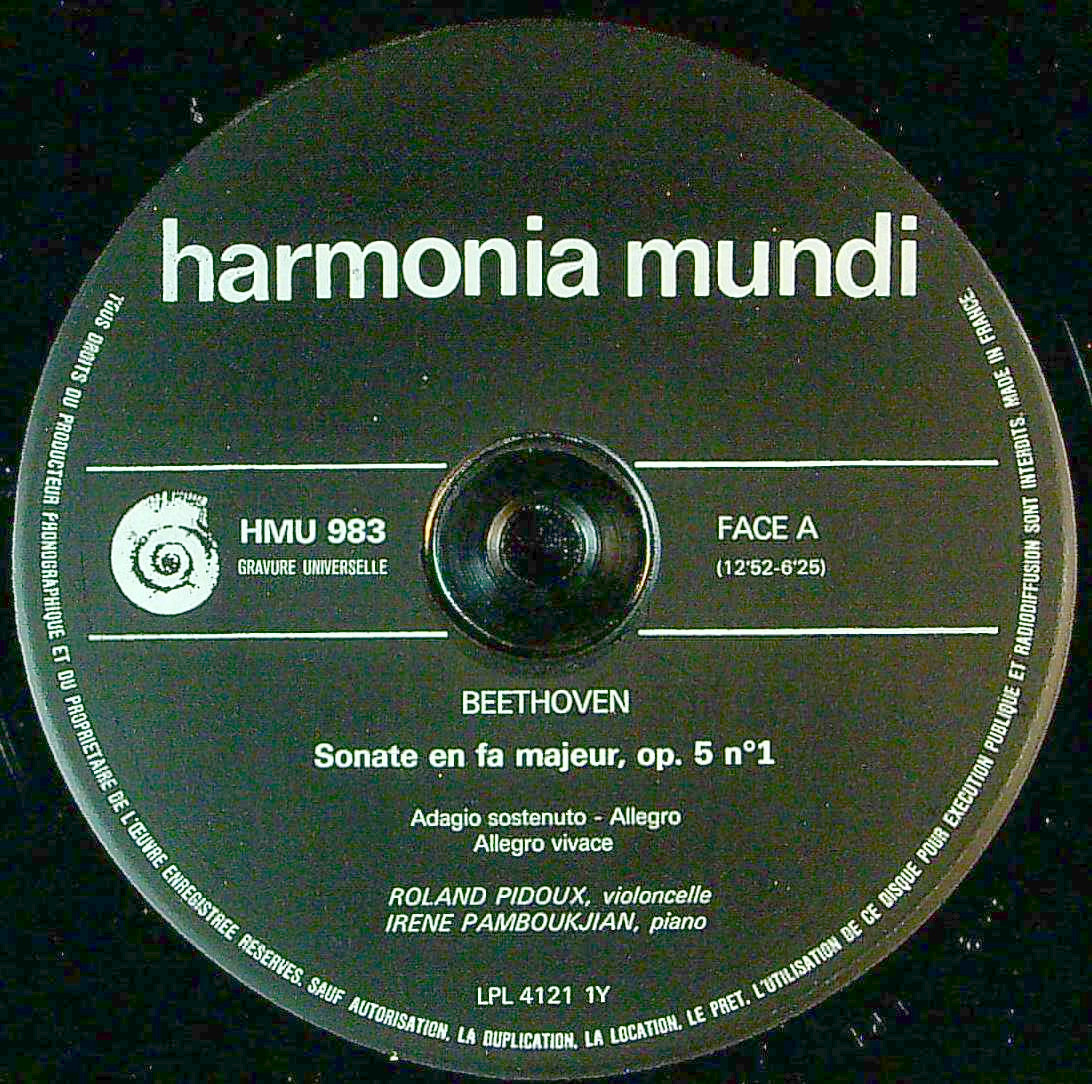 harmonia mundi
HMU 983
GRAVURE UNIVERSELLE
FACE A
(12'52-6'25)
BEETHOVEN
Sonate en fa majeur, op. 5 n°1
Adagio sostenuto - Allegro
Allegro vivace
ROLAND PIDOUX, violoncelle
IRENE PAMBOUKJIAN, piano
LPL 4121 1Y
TOUS DROITS DU PRODUCTEUR PHONOGRAPHIQUE ET DU PROPRIETAIRE DE L'ŒUVRE ENREGISTREE RESERVES. SAUF AUTORISATION, LA DUPLICATION, LA LOCATION, LE PRET, L'UTILISATION DE CE DISQUE POUR EXECUTION PUBLIQUE ET RADIODIFFUSION SONT INTERDITS. MADE IN FRANCE.